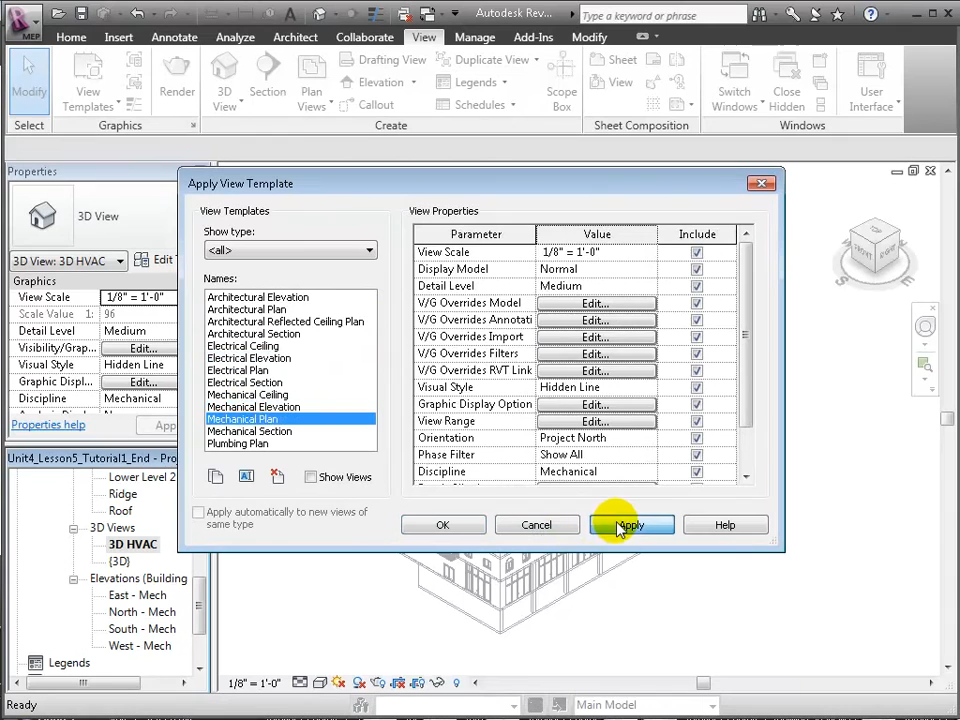 Autodesk Rev...
Type a keyword or phrase
MEP
Home Insert Annotate Analyze Architect Collaborate View Manage Add-Ins Modify
Modify
View
Templates
Render
3D
View
Section
Plan
Views
Drafting View
Elevation
Callout
Duplicate View
Legends
Schedules
Scope
Box
Sheet
View
Switch
Windows
Close
Hidden
User
Interface
Select Graphics Create Sheet Composition Windows
Properties
3D View
3D View: 3D HVAC
Edit
Graphics
View Scale 1/8" = 1'-0"
Scale Value 1: 96
Detail Level Medium
Visibility/Grap... Edit...
Visual Style Hidden Line
Graphic Displ... Edit...
Discipline Mechanical
Properties help
App
Unit4_Lesson5_Tutorial1_End - P
Lower Level 2
Ridge
Roof
3D Views
3D HVAC
{3D}
Elevations (Building
East - Mech
North - Mech
South - Mech
West - Mech
Legends
Apply View Template
View Templates
Show type:
<all>
Names:
Architectural Elevation
Architectural Plan
Architectural Reflected Ceiling Plan
Architectural Section
Electrical Ceiling
Electrical Elevation
Electrical Plan
Electrical Section
Mechanical Ceiling
Mechanical Elevation
Mechanical Plan
Mechanical Section
Plumbing Plan
Show Views
Apply automatically to new views of
same type
View Properties
Parameter Value Include
View Scale 1/8" = 1'-0"
Display Model Normal
Detail Level Medium
V/G Overrides Model Edit...
V/G Overrides Annotati Edit...
V/G Overrides Import Edit...
V/G Overrides Filters Edit...
V/G Overrides RVT Link Edit...
Visual Style Hidden Line
Graphic Display Option Edit...
View Range Edit...
Orientation Project North
Phase Filter Show All
Discipline Mechanical
OK Cancel Apply Help
1/8" = 1'-0"
Ready
Main Model